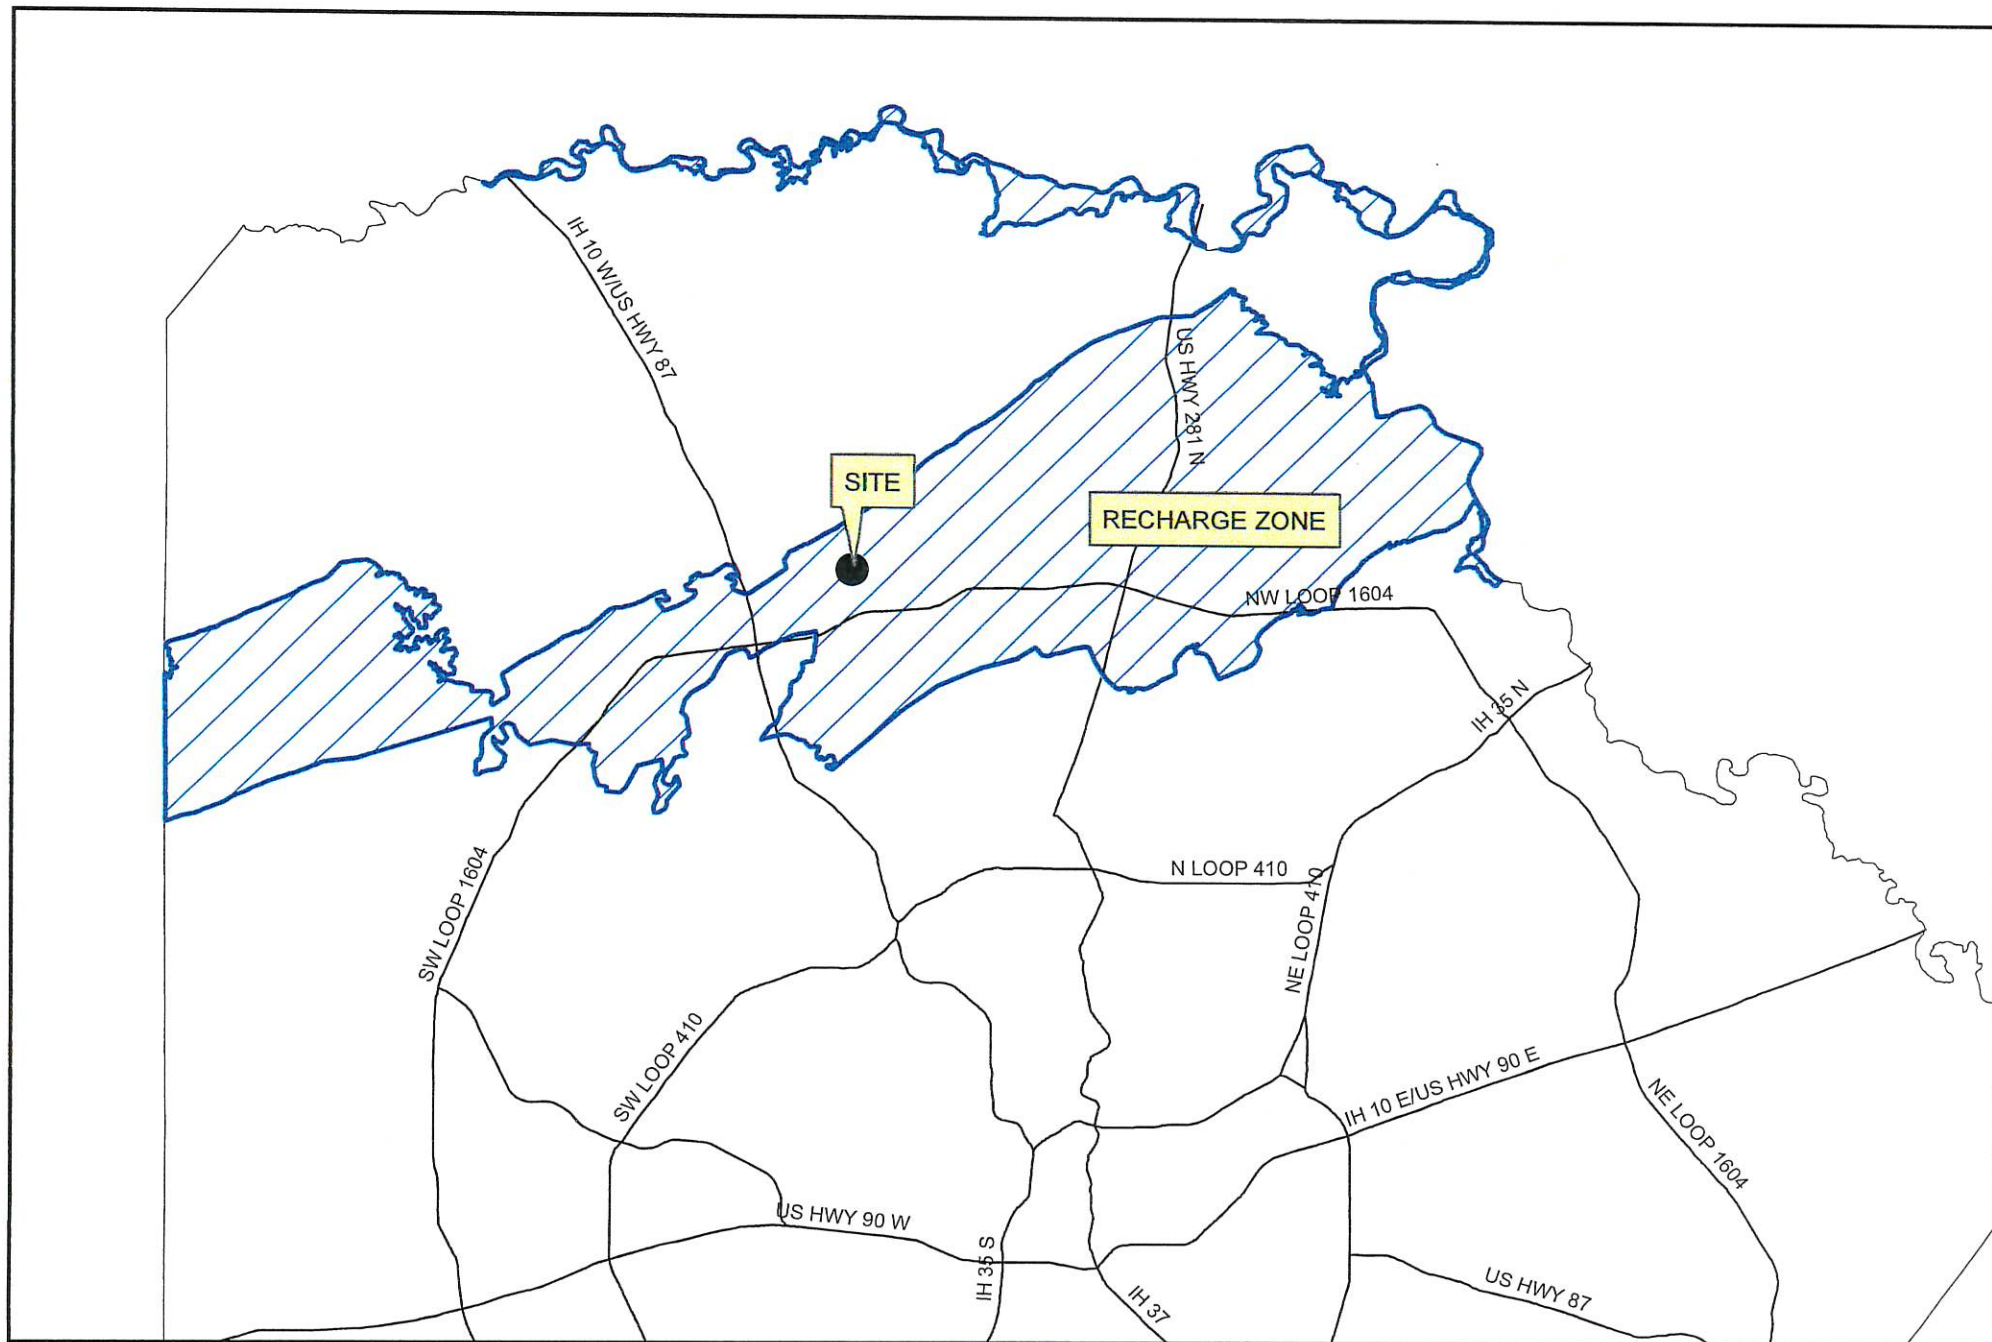 IH 10 W/US HWY 87
US HWY 281 N
SITE
RECHARGE ZONE
NW LOOP 1604
IH 35 N
N LOOP 410
SW LOOP 1604
NE LOOP 410
SW LOOP 410
IH 10 E/US HWY 90 E
NE LOOP 1604
US HWY 90 W
IH 35 S
IH 37
US HWY 87